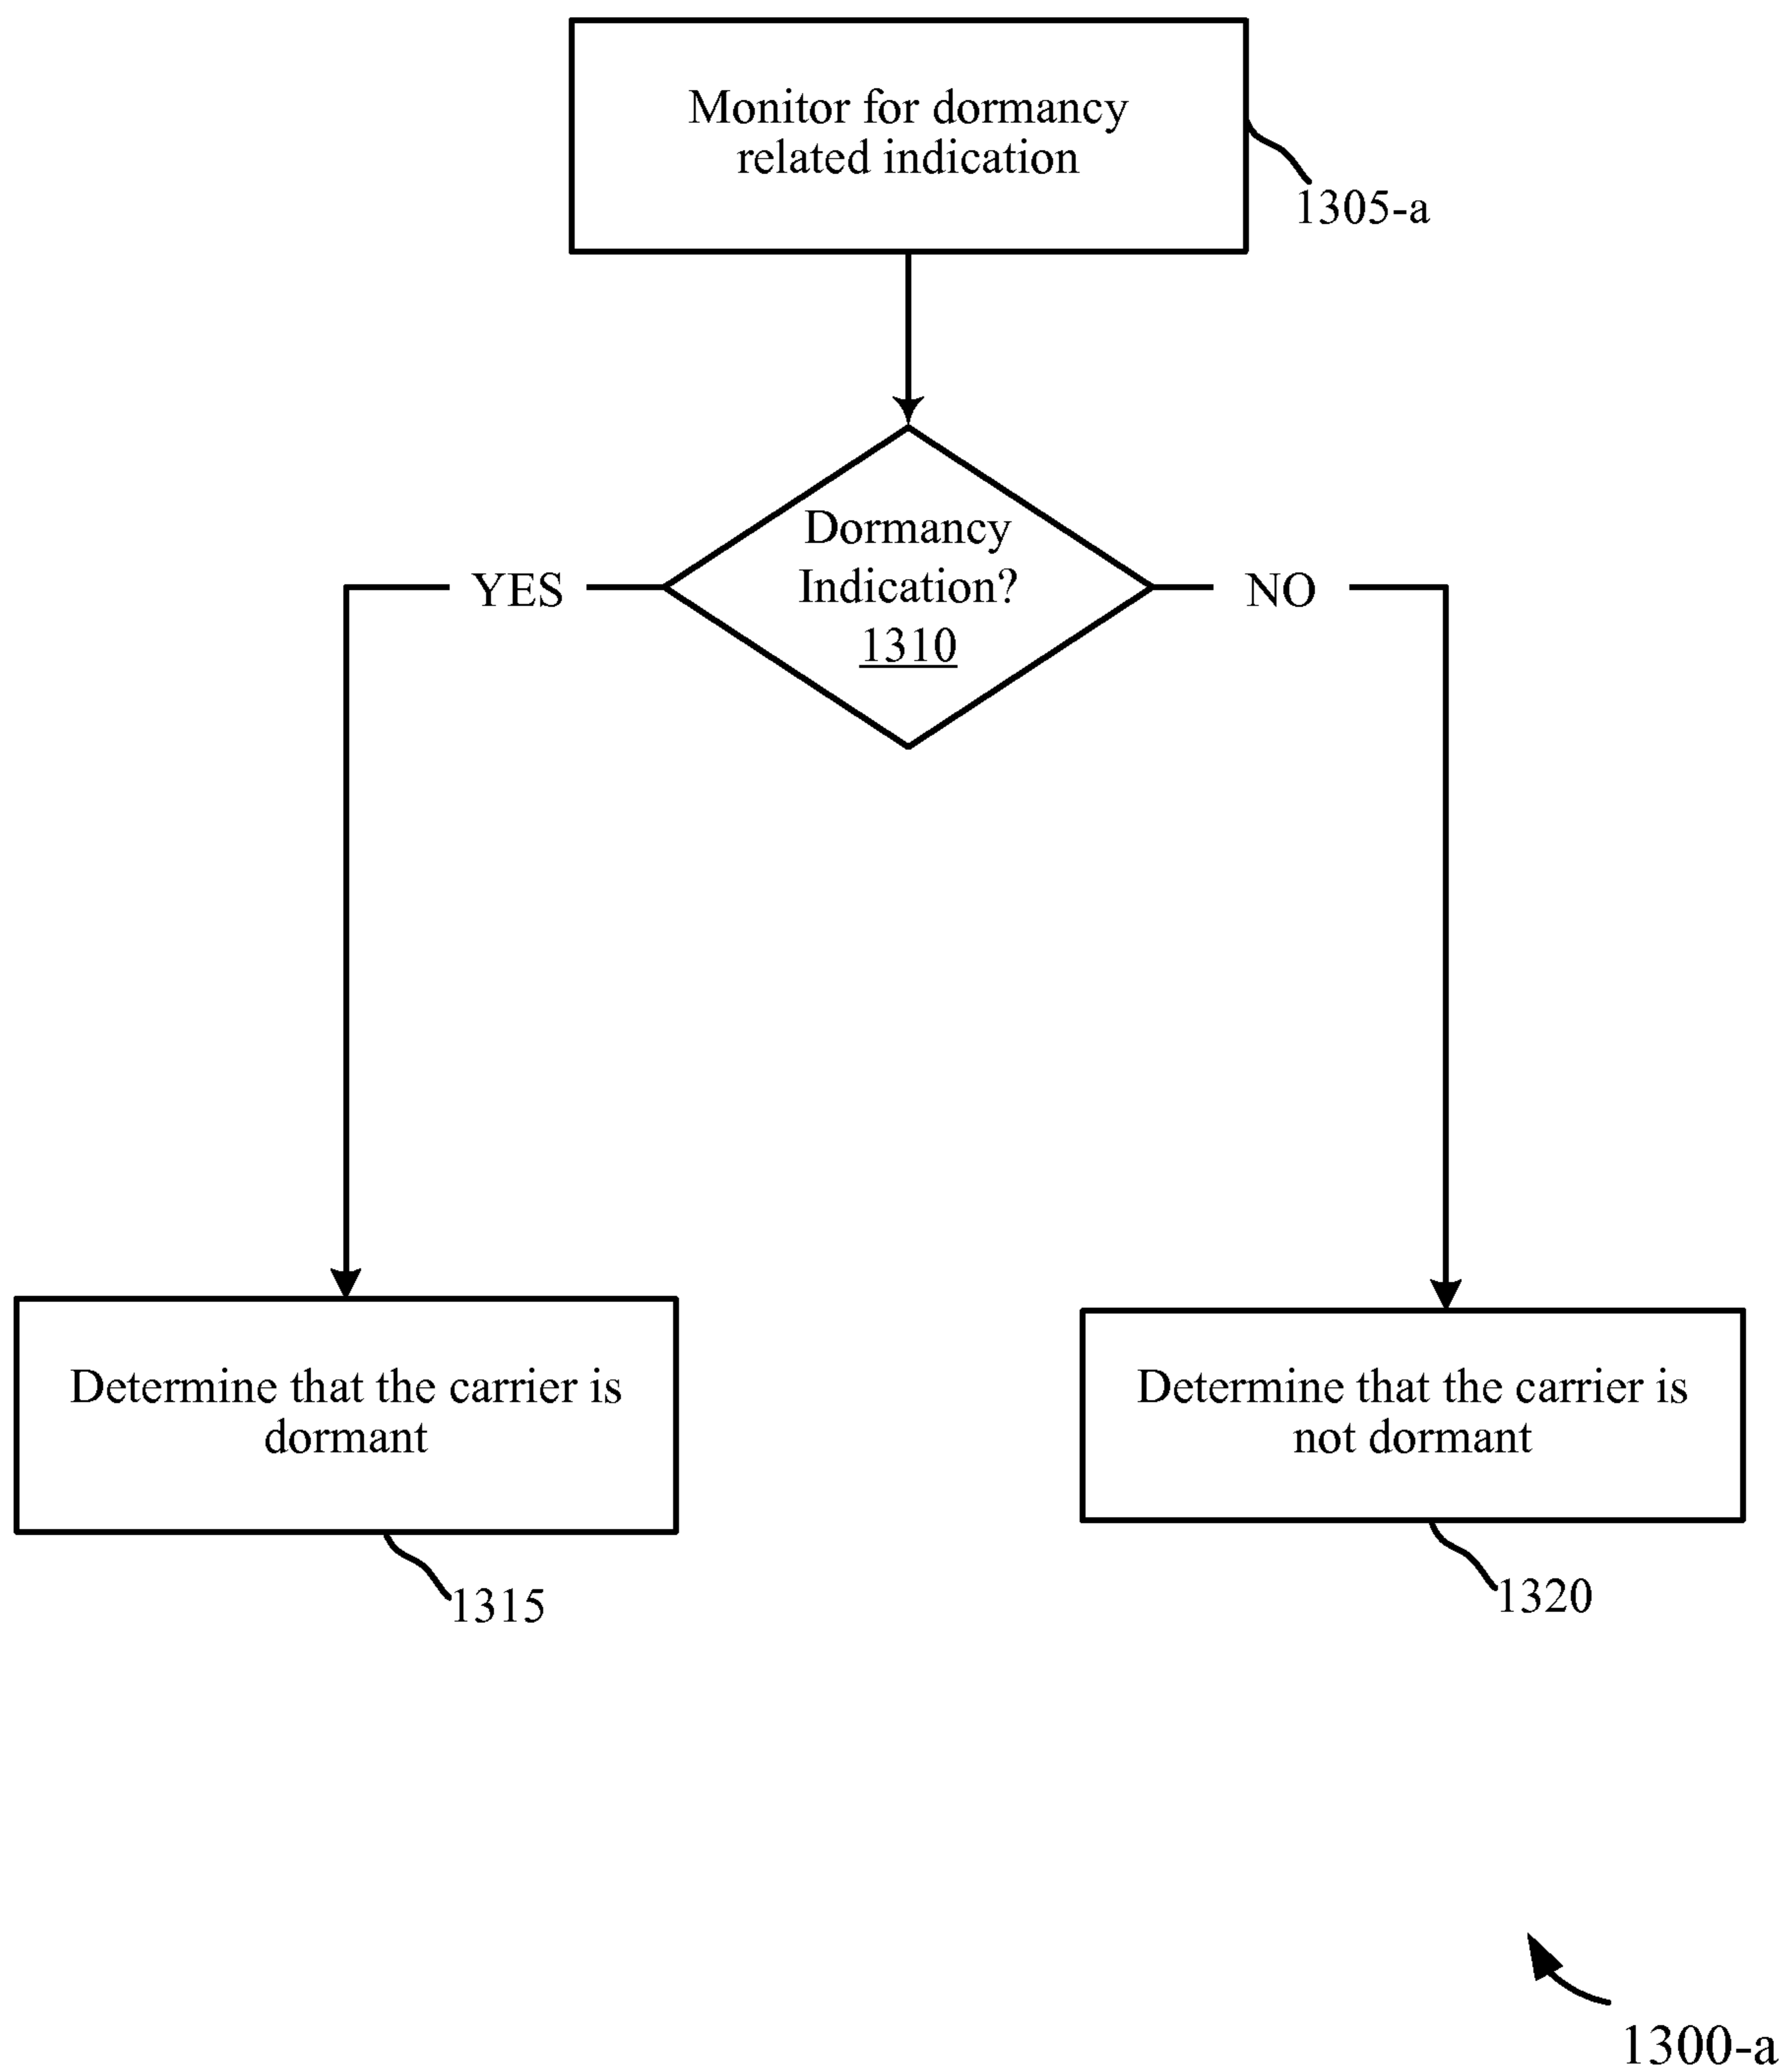 Monitor for dormancy
related indication
1305-a
Dormancy
Indication?
1310
YES
NO
Determine that the carrier is
dormant
1315
Determine that the carrier is
not dormant
1320
1300-a